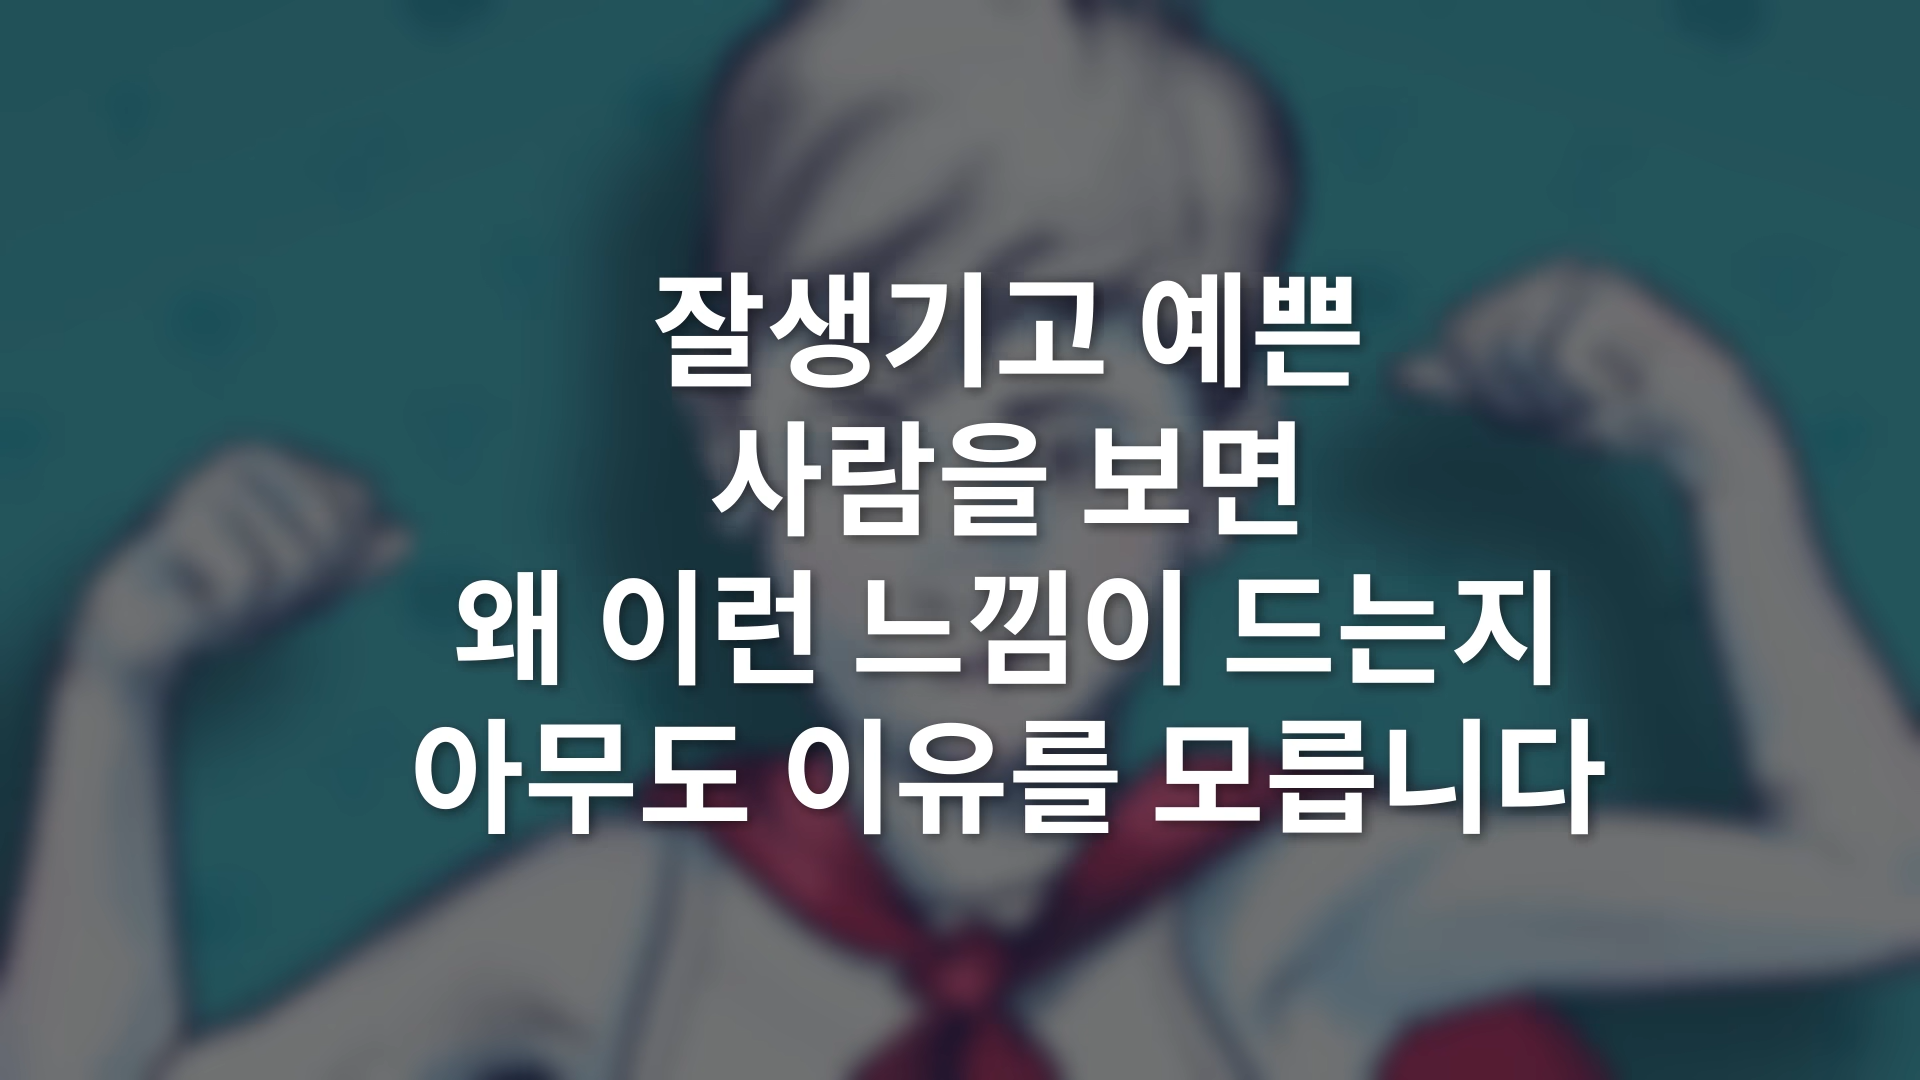 잘생기고 예쁜
사람을 보면
왜 이런 느낌이 드는지
아무도 이유를 모릅니다